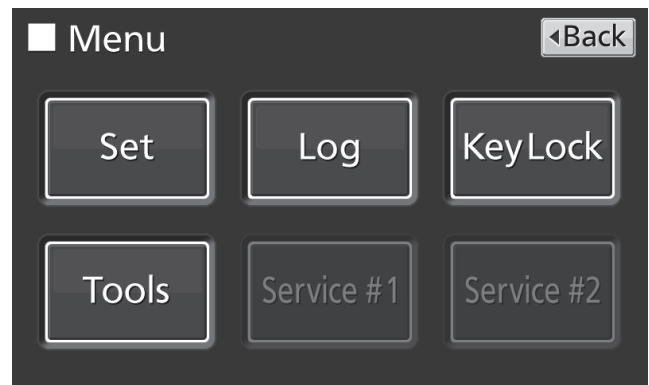 Menu
◂Back
Set
Log
KeyLock
Tools
Service #1
Service #2